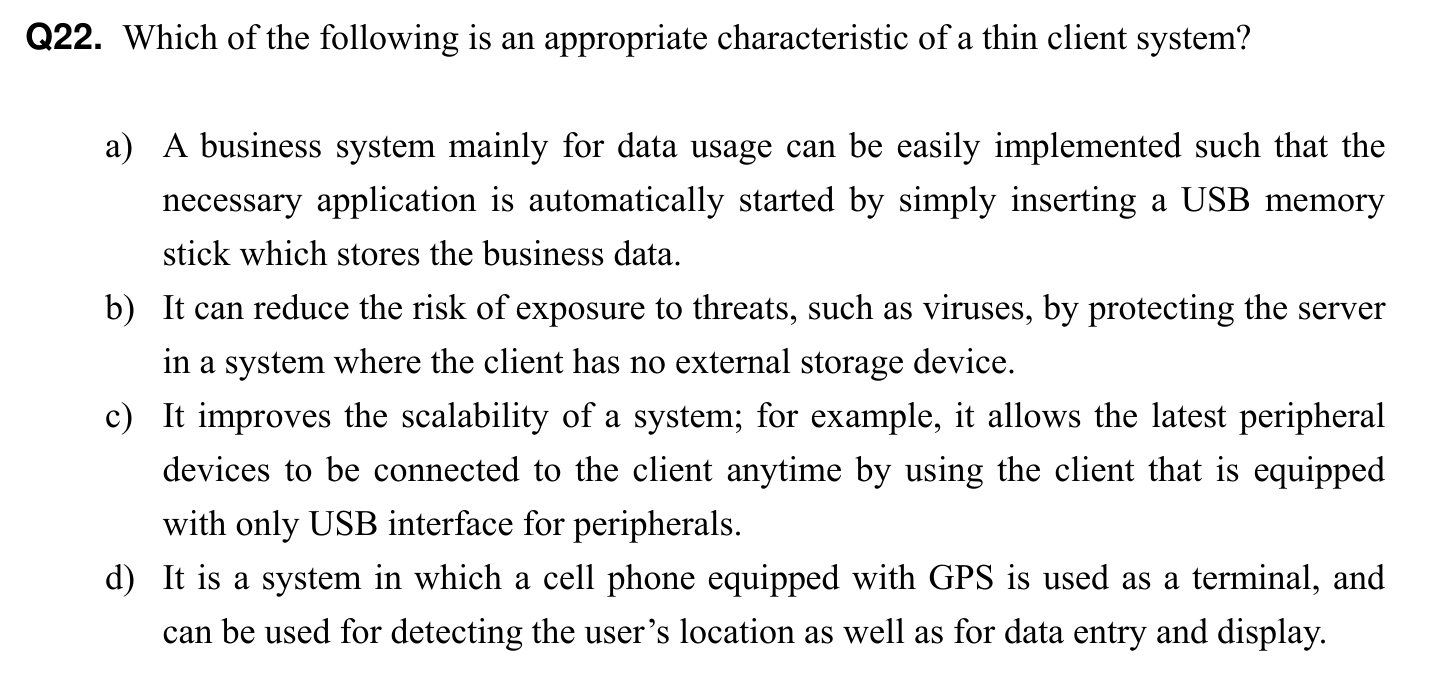 Q22. Which of the following is an appropriate characteristic of a thin client system?
a) A business system mainly for data usage can be easily implemented such that the
necessary application is automatically started by simply inserting a USB memory
stick which stores the business data.
b) It can reduce the risk of exposure to threats, such as viruses, by protecting the server
in a system where the client has no external storage device.
c) It improves the scalability of a system; for example, it allows the latest peripheral
devices to be connected to the client anytime by using the client that is equipped
with only USB interface for peripherals.
d) It is a system in which a cell phone equipped with GPS is used as a terminal, and
can be used for detecting the user’s location as well as for data entry and display.